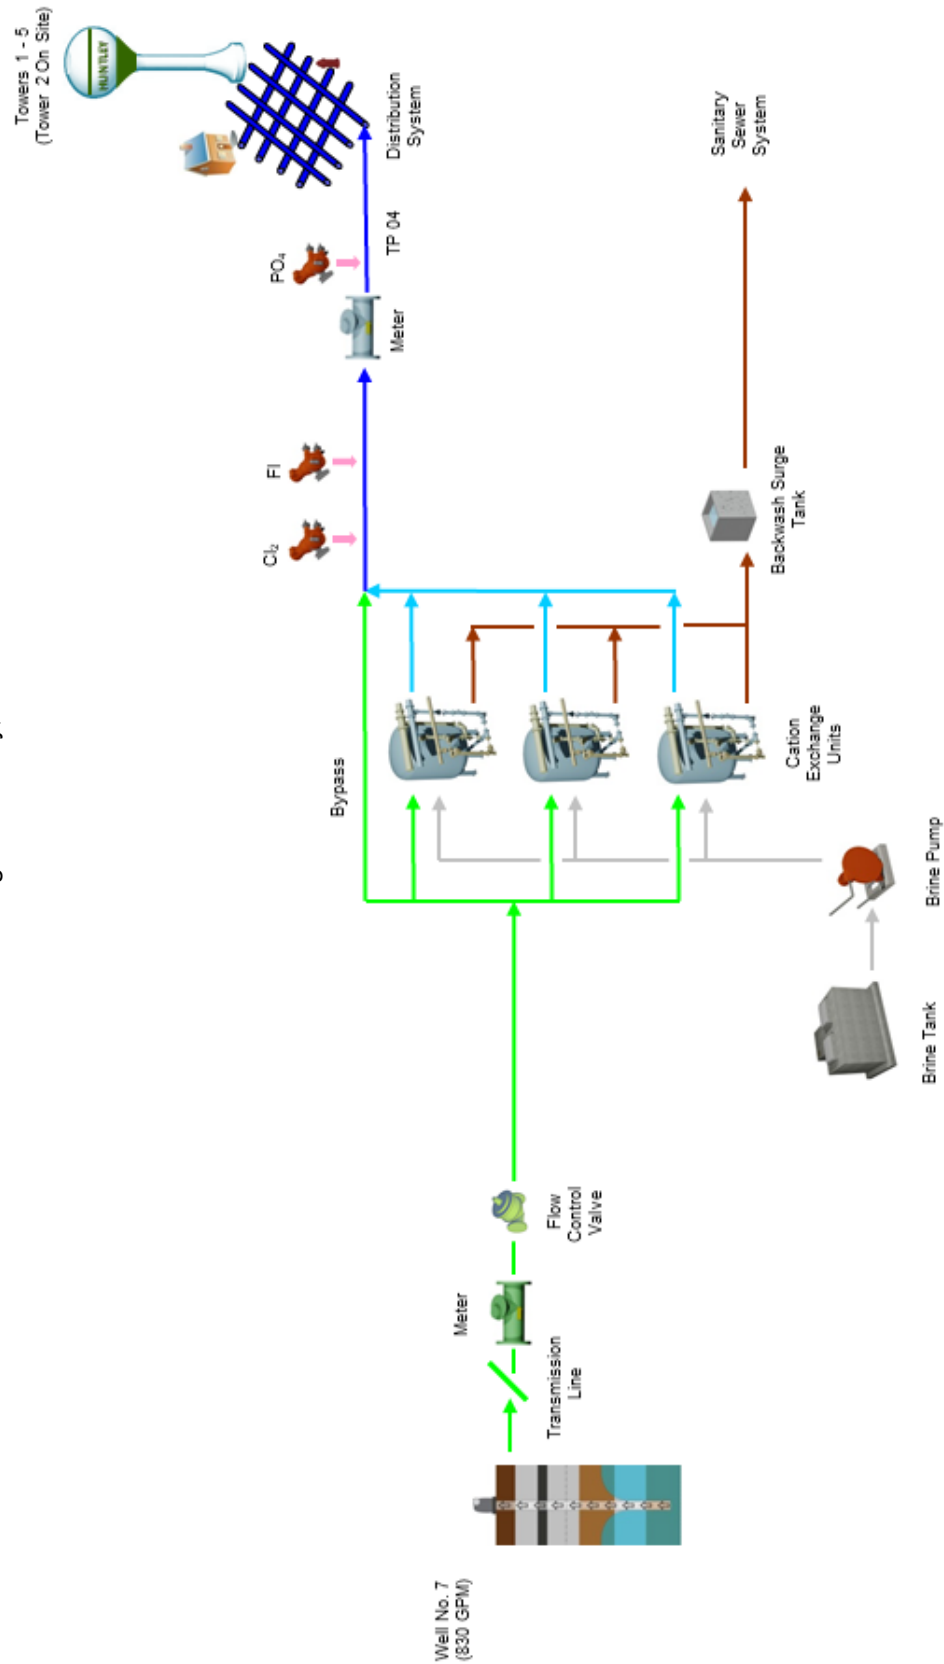 Towers 1 - 5
(Tower 2 On Site)
HUNTLEY
PO₄
Distribution
System
TP 04
Meter
Fl
Cl₂
Sanitary
Sewer
System
Backwash Surge
Tank
Bypass
Cation
Exchange
Units
Brine Pump
Brine Tank
Flow
Control
Valve
Meter
Transmission
Line
Well No. 7
(830 GPM)